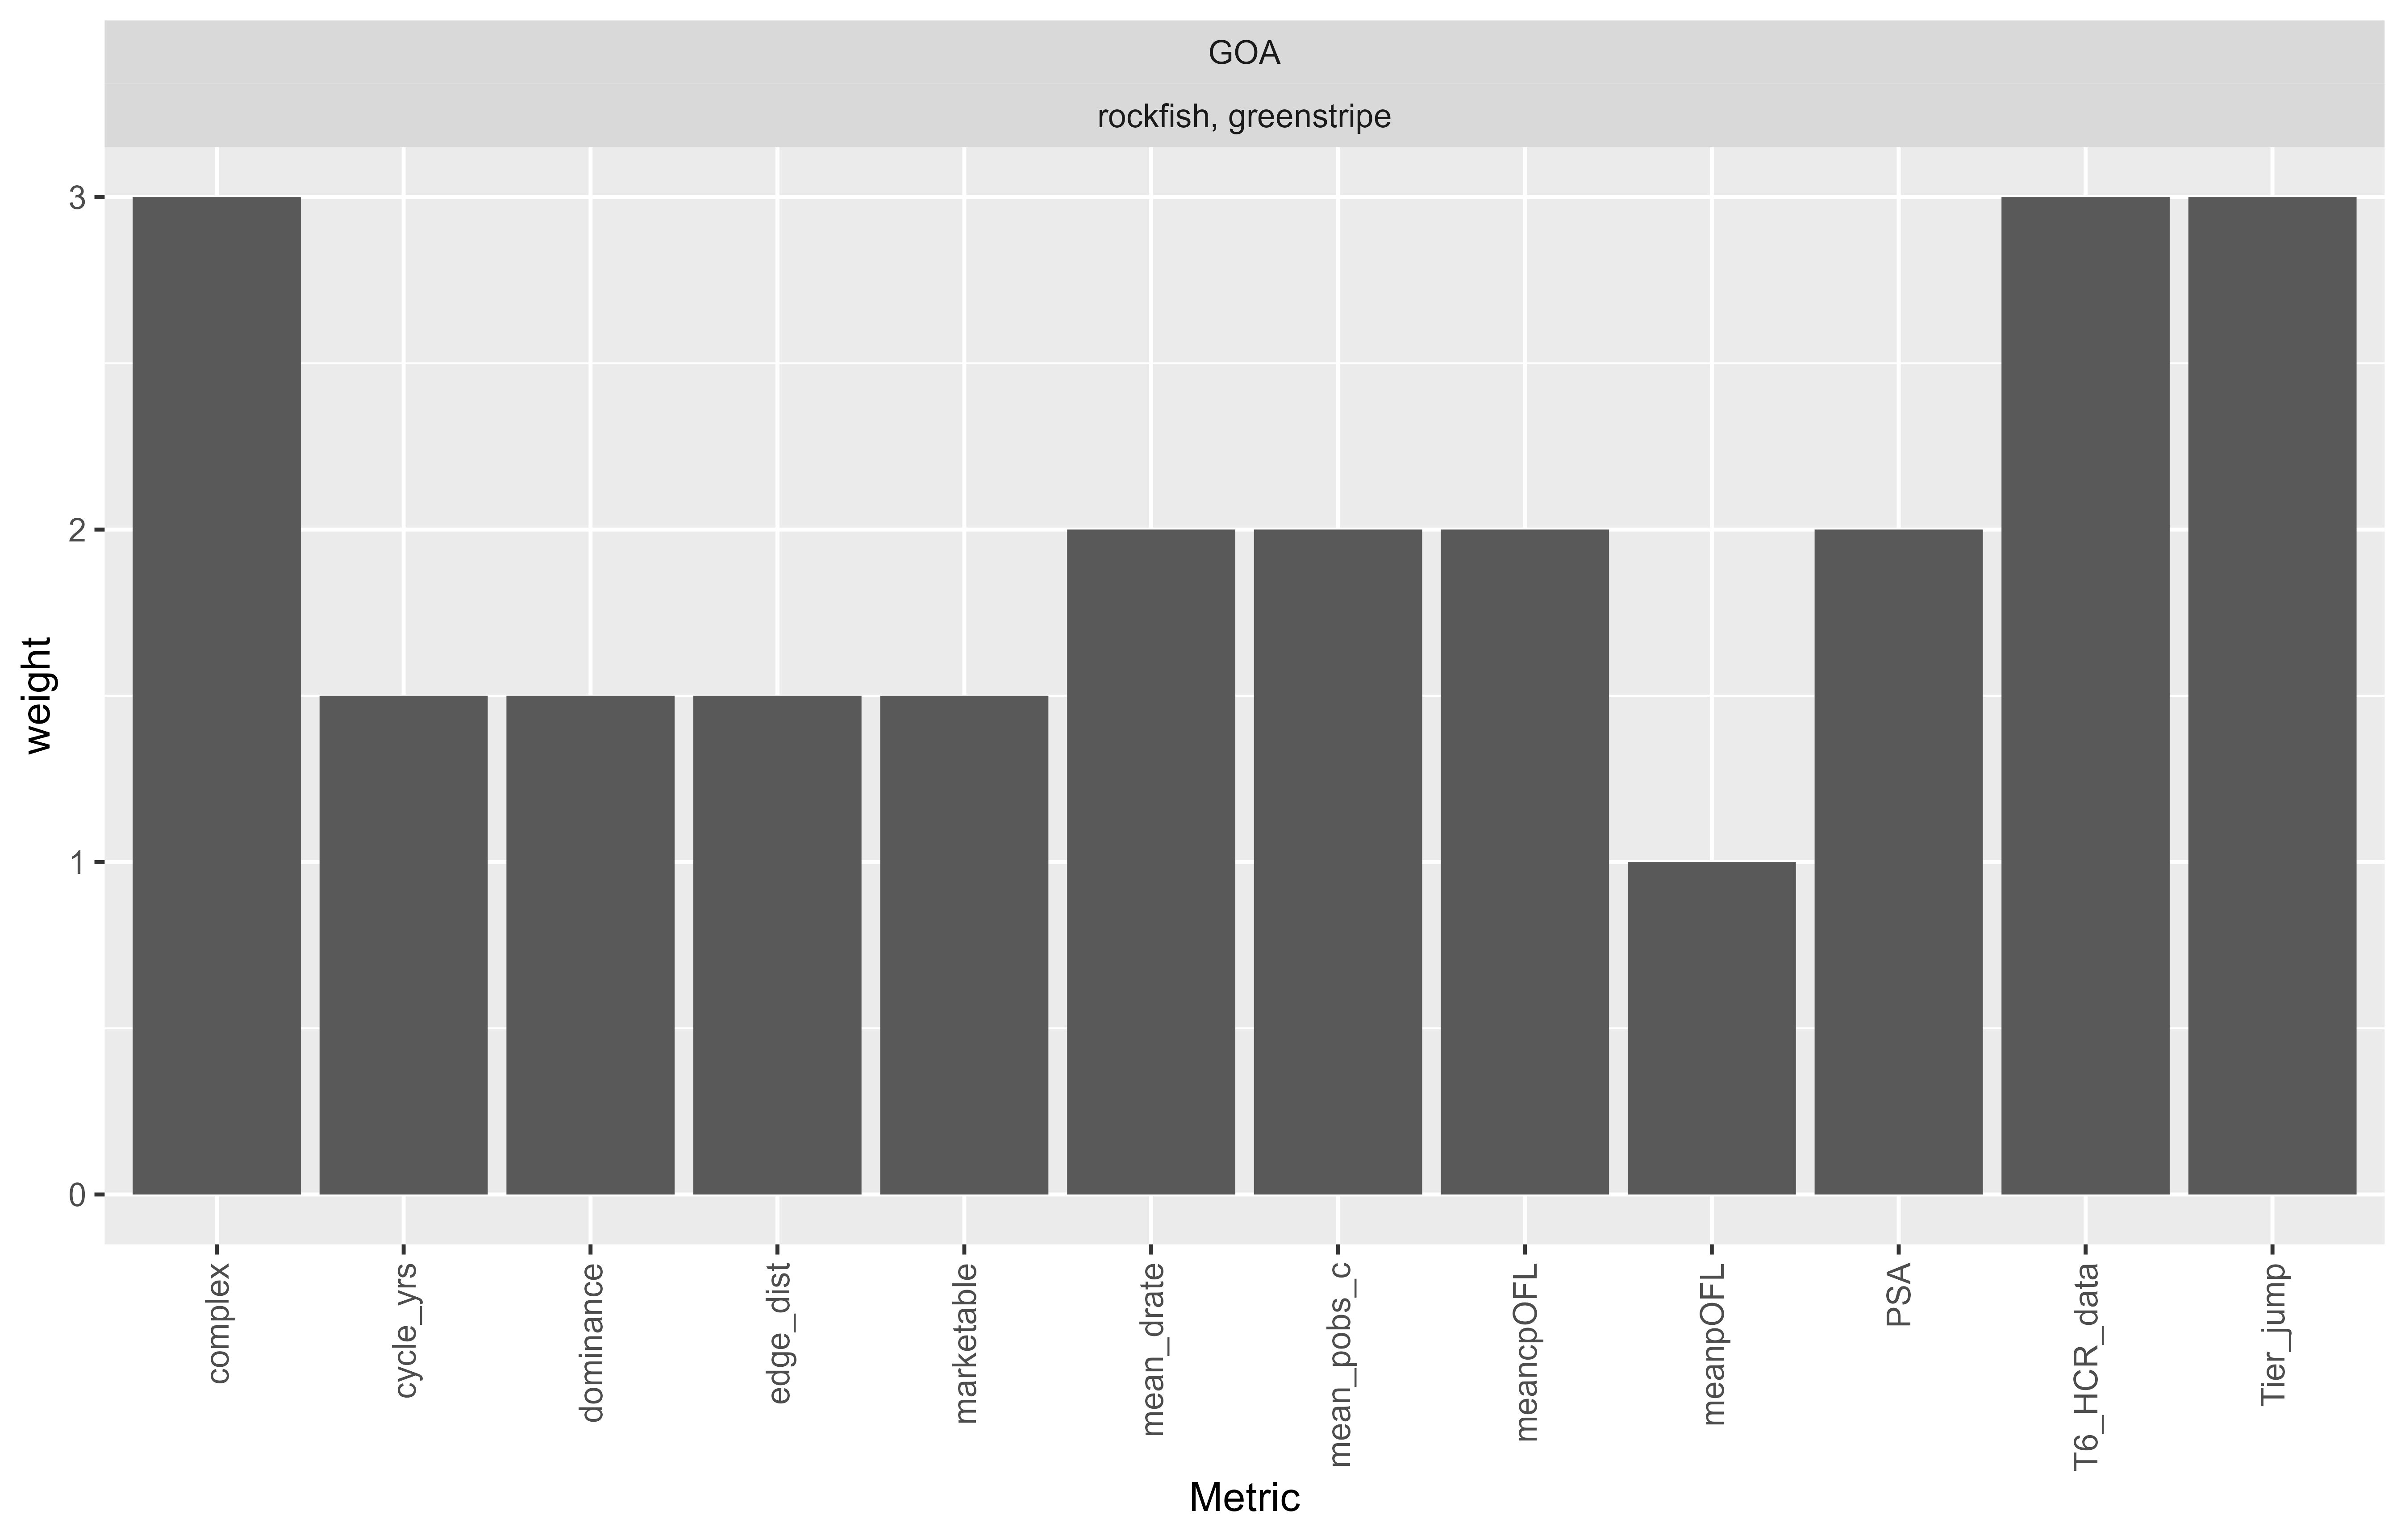 GOA
rockfish, greenstripe
weight
3
2
1
0
complex
cycle_yrs
dominance
edge_dist
marketable
mean_drate
mean_pobs_c
meancpOFL
meanpOFL
PSA
T6_HCR_data
Tier_jump
Metric